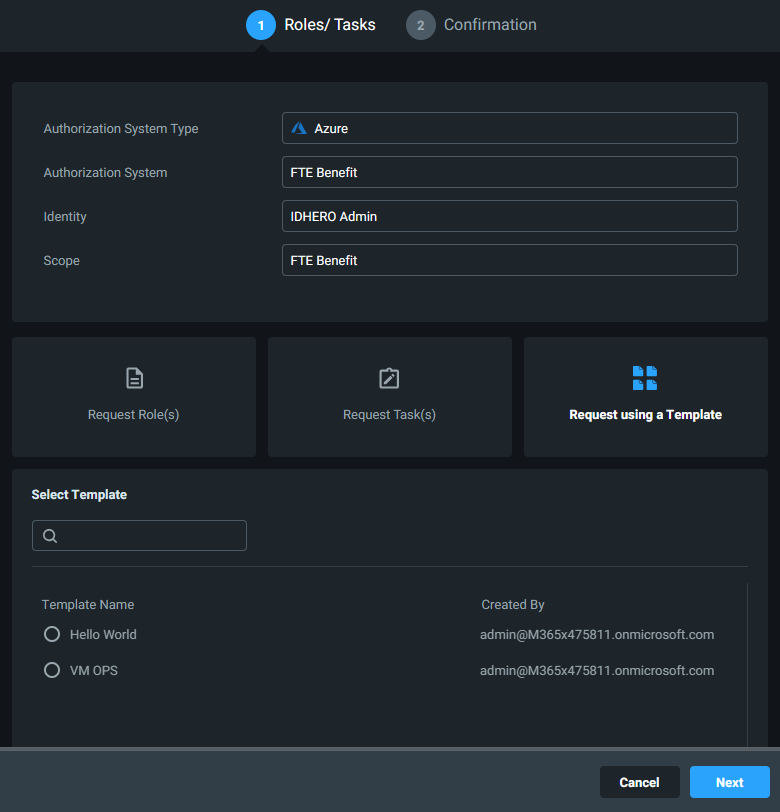 1 Roles/ Tasks 2 Confirmation
Authorization System Type Azure
Authorization System FTE Benefit
Identity IDHERO Admin
Scope FTE Benefit
Request Role(s) Request Task(s) Request using a Template
Select Template
Template Name Created By
Hello World admin@M365x475811.onmicrosoft.com
VM OPS admin@M365x475811.onmicrosoft.com
Cancel Next